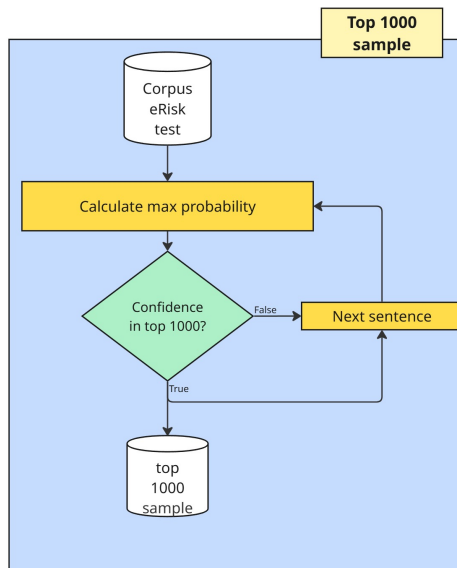 Top 1000
sample
Corpus
eRisk
test
Calculate max probability
Confidence
in top 1000?
False
Next sentence
True
top
1000
sample